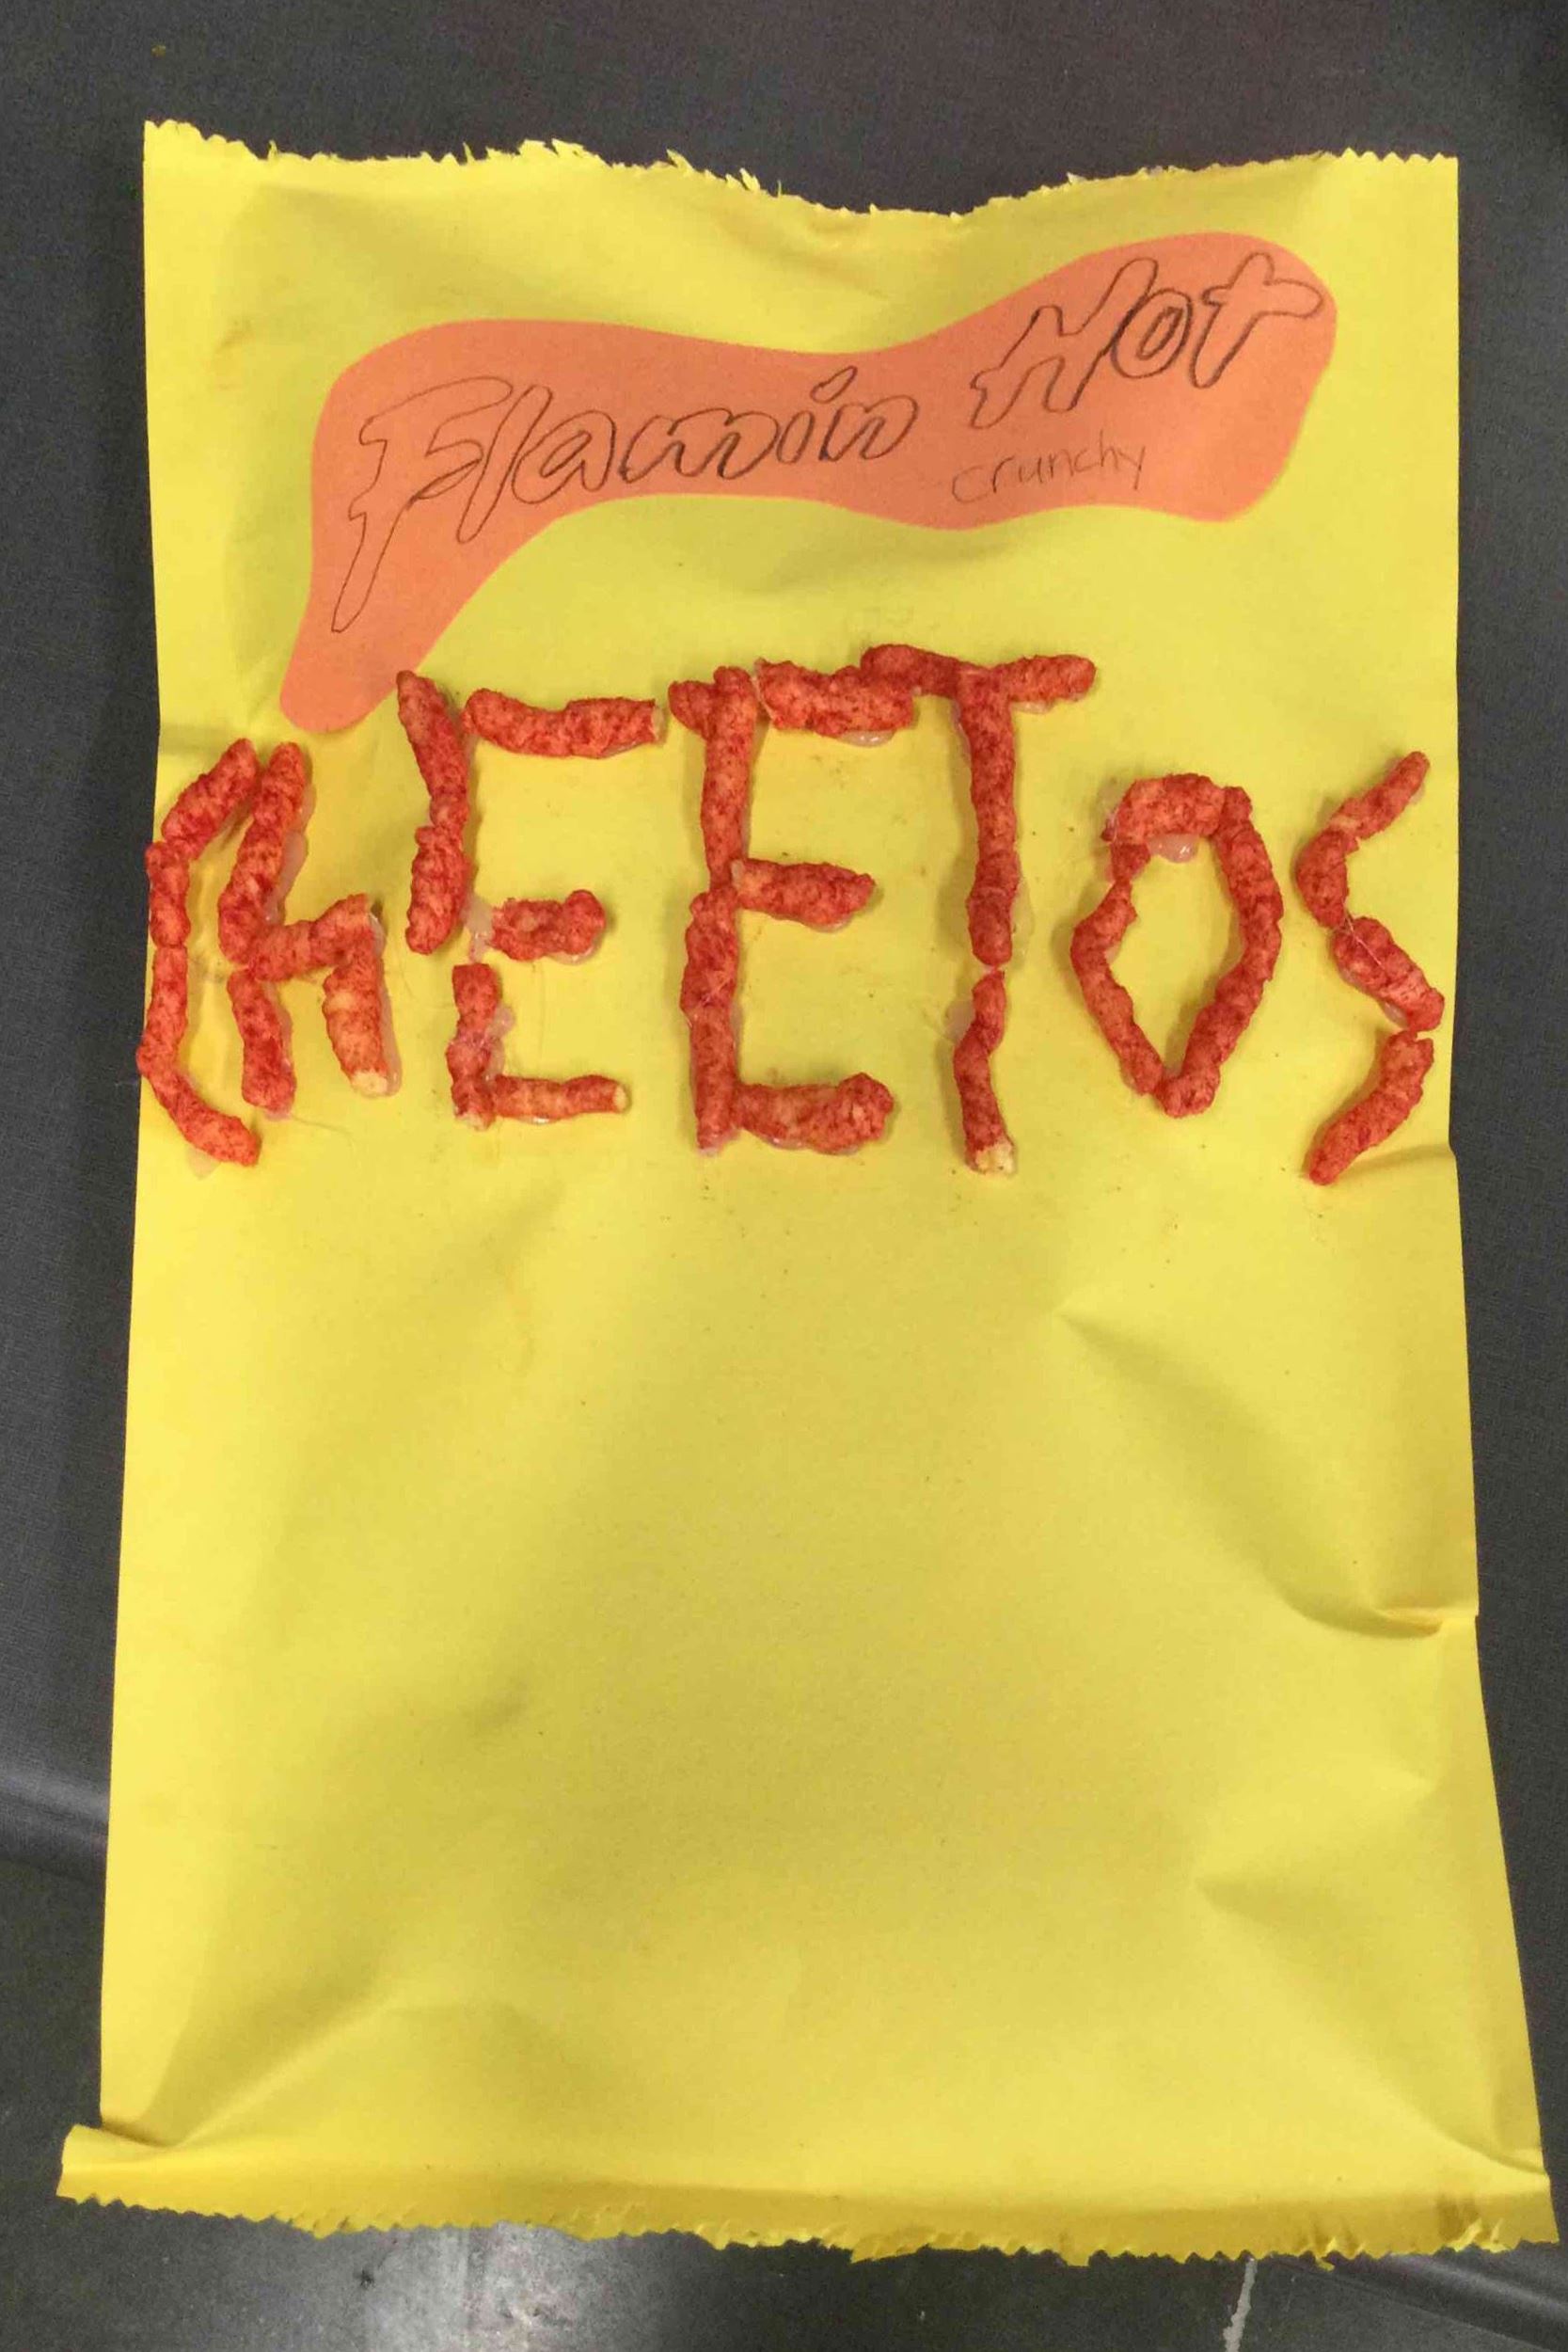 Flamin Hot
crunchy
CHEETOS